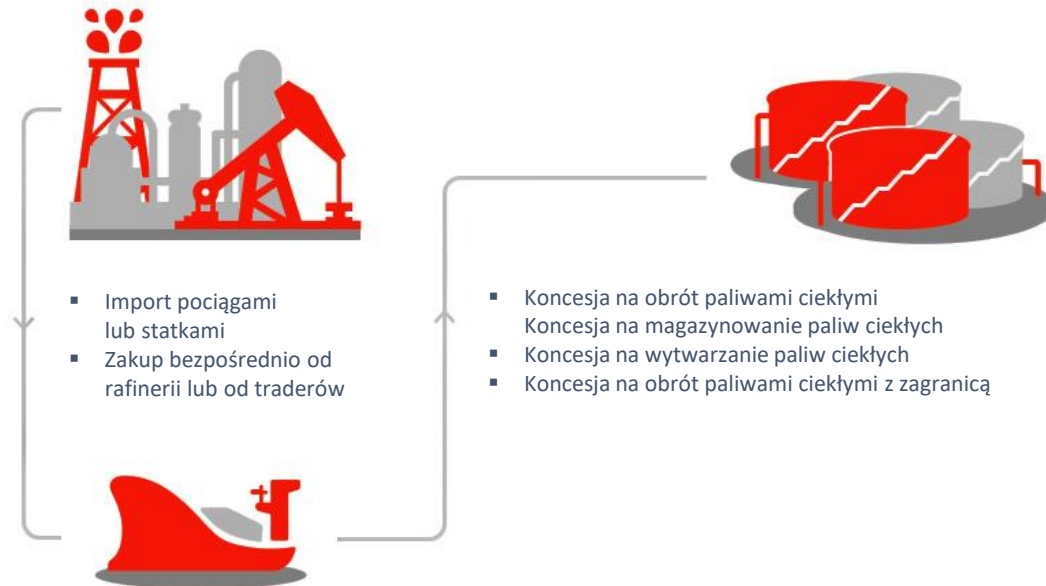 ▪ Import pociągami
lub statkami
▪ Zakup bezpośrednio od
rafinerii lub od traderów
▪ Koncesja na obrót paliwami ciekłymi
Koncesja na magazynowanie paliw ciekłych
▪ Koncesja na wytwarzanie paliw ciekłych
▪ Koncesja na obrót paliwami ciekłymi z zagranicą